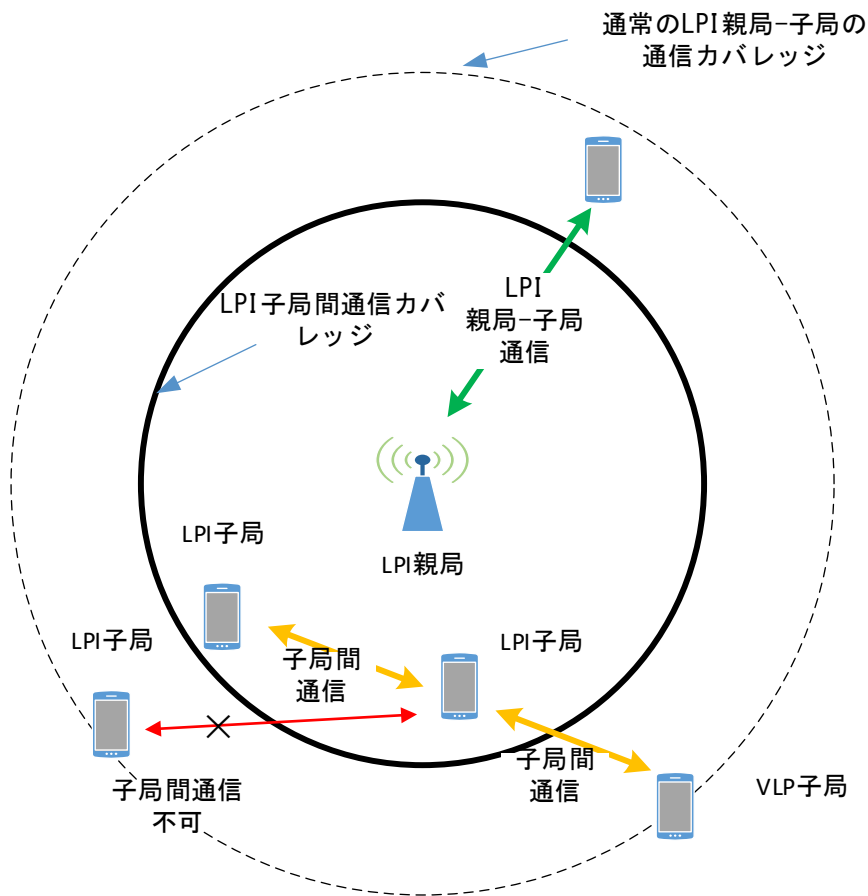 通常のLPI親局-子局の
通信カバレッジ
LPI
親局-子局
通信
LPI子局間通信カバ
レッジ
LPI親局
LPI子局
LPI子局
LPI子局
子局間
通信
子局間
通信
子局間通信
不可
VLP子局